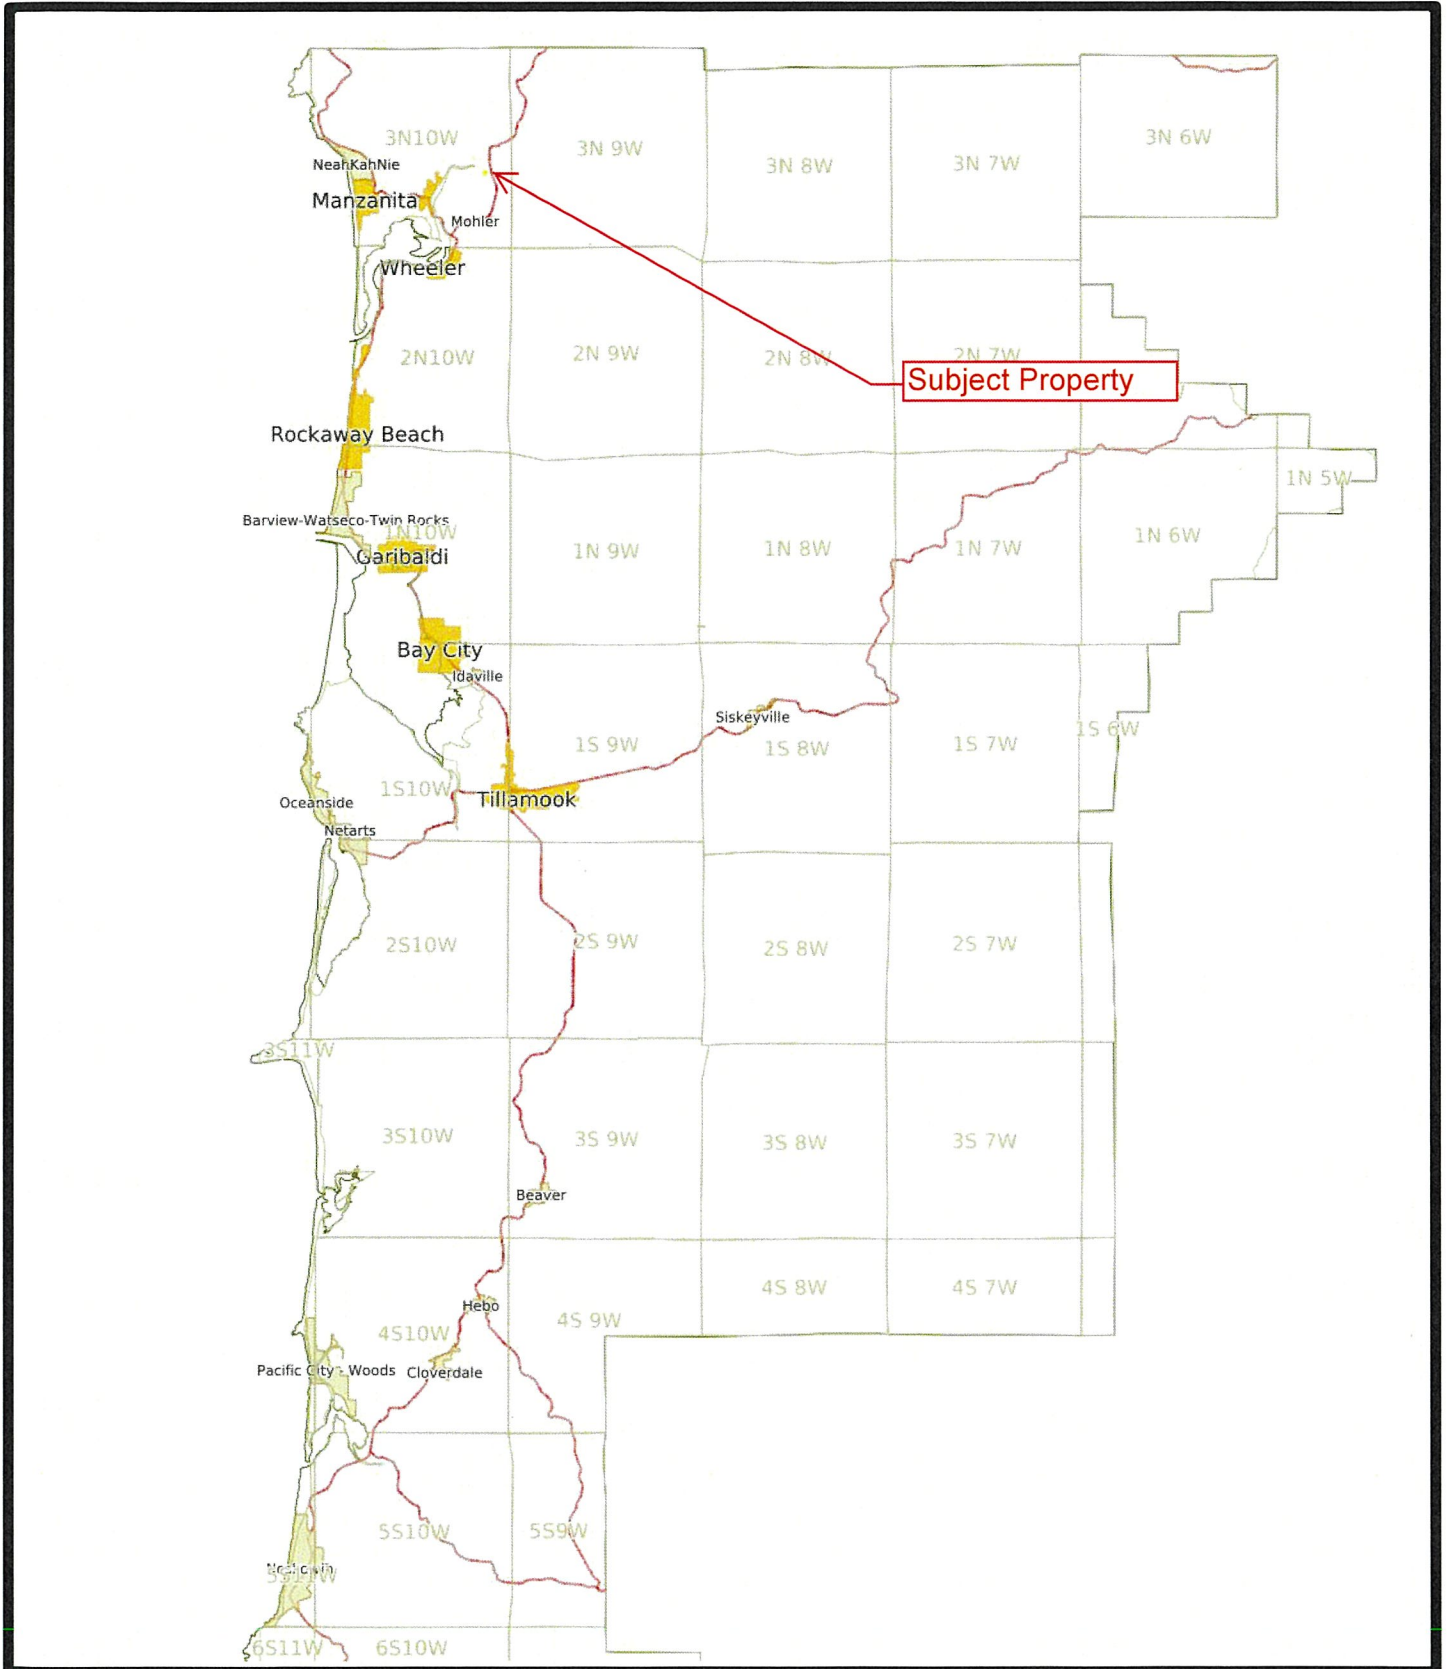 3N10W
3N 9W
3N 8W
3N 7W
3N 6W
NeahKahNie
Manzanita
Mohler
Wheeler
2N10W
2N 9W
2N 8W
2N 7W
Subject Property
Rockaway Beach
1N 5W
Barview-Watseco-Twin Rocks
1N10W
Garibaldi
1N 9W
1N 8W
1N 7W
1N 6W
Bay City
Idaville
Siskeyville
1S 9W
1S 8W
1S 7W
1S 6W
1S10W
Tillamook
Oceanside
Netarts
2S10W
2S 9W
2S 8W
2S 7W
3S11W
3S10W
3S 9W
3S 8W
3S 7W
Beaver
4S 8W
4S 7W
Hebo
4S10W
4S 9W
Pacific City - Woods
Cloverdale
5S10W
5S9W
Neskowin
5S11W
6S11W
6S10W